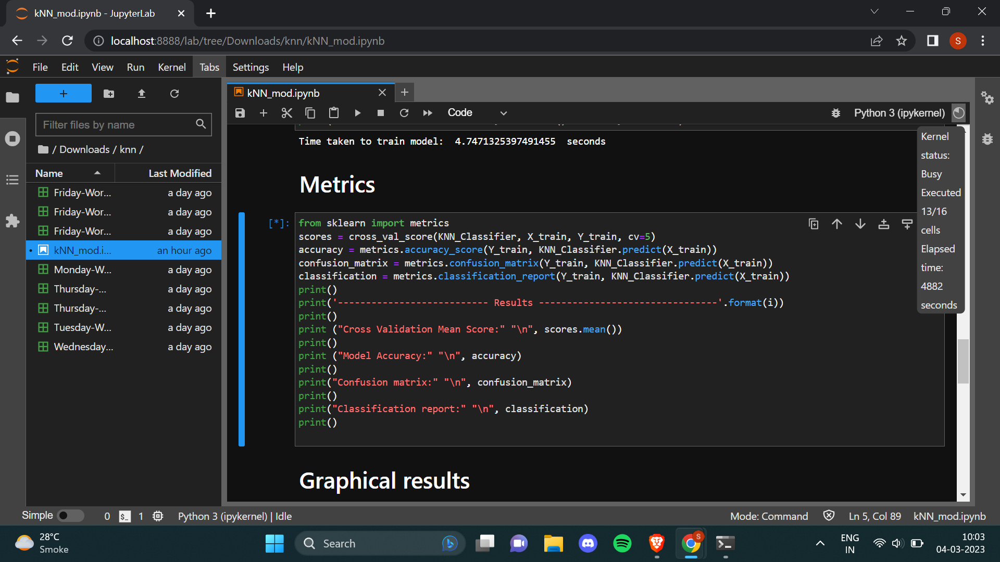 kNN_mod.ipynb - JupyterLab
localhost:8888/lab/tree/Downloads/knn/kNN_mod.ipynb
S
File Edit View Run Kernel Tabs Settings Help
Filter files by name
/ Downloads / knn /
Name Last Modified
Friday-Wor... a day ago
Friday-Wor... a day ago
Friday-Wor... a day ago
kNN_mod.i... an hour ago
Monday-W... a day ago
Thursday-... a day ago
Thursday-... a day ago
Tuesday-W... a day ago
Wednesday... a day ago
kNN_mod.ipynb
Code
Python 3 (ipykernel)
Time taken to train model:  4.7471325397491455  seconds
Metrics
[*]:
from sklearn import metrics
scores = cross_val_score(KNN_Classifier, X_train, Y_train, cv=5)
accuracy = metrics.accuracy_score(Y_train, KNN_Classifier.predict(X_train))
confusion_matrix = metrics.confusion_matrix(Y_train, KNN_Classifier.predict(X_train))
classification = metrics.classification_report(Y_train, KNN_Classifier.predict(X_train))
print()
print('--------------------------- Results --------------------------------'.format(i))
print()
print ("Cross Validation Mean Score:" "\n", scores.mean())
print()
print ("Model Accuracy:" "\n", accuracy)
print()
print("Confusion matrix:" "\n", confusion_matrix)
print()
print("Classification report:" "\n", classification)
print()
Graphical results
Kernel
status:
Busy
Executed
13/16
cells
Elapsed
time:
4882
seconds
Simple 0 $_ 1 Python 3 (ipykernel) | Idle
Mode: Command Ln 5, Col 89 kNN_mod.ipynb
28°C
Smoke
Search
S
ENG
IN
10:03
04-03-2023